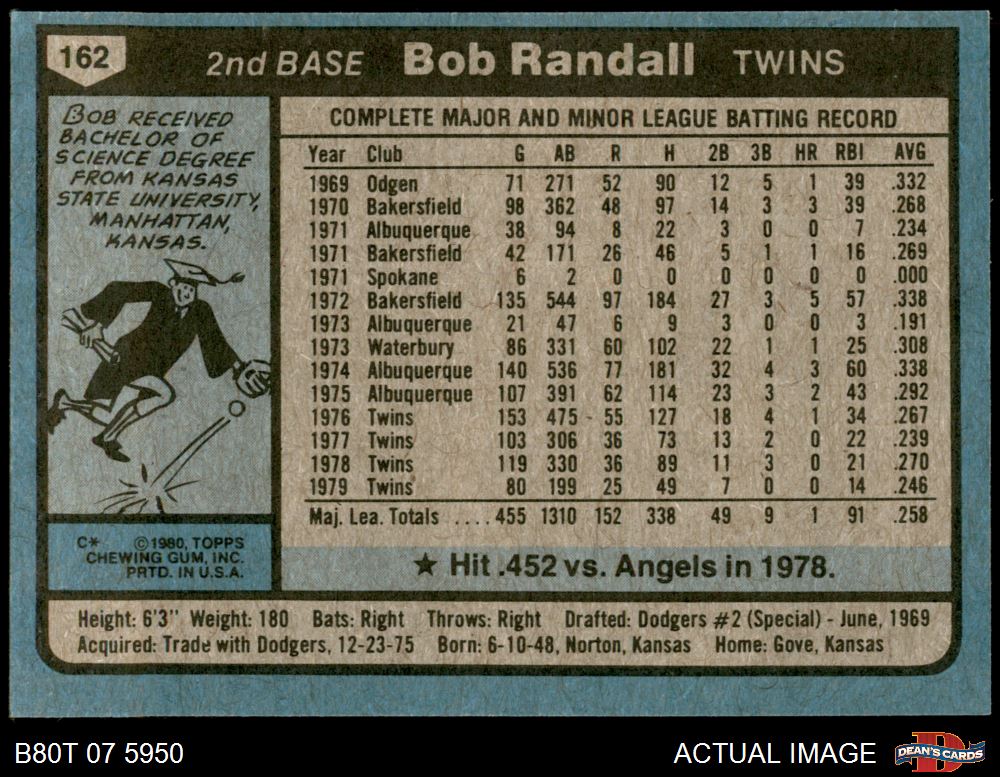 162
2nd BASE Bob Randall TWINS
BOB RECEIVED
BACHELOR OF
SCIENCE DEGREE
FROM KANSAS
STATE UNIVERSITY,
MANHATTAN,
KANSAS.
C* ©1980, TOPPS
CHEWING GUM, INC.
PRTD. IN U.S.A.
COMPLETE MAJOR AND MINOR LEAGUE BATTING RECORD
Year Club G AB R H 2B 3B HR RBI AVG
1969 Odgen 71 271 52 90 12 5 1 39 .332
1970 Bakersfield 98 362 48 97 14 3 3 39 .268
1971 Albuquerque 38 94 8 22 3 0 0 7 .234
1971 Bakersfield 42 171 26 46 5 1 1 16 .269
1971 Spokane 6 2 0 0 0 0 0 0 .000
1972 Bakersfield 135 544 97 184 27 3 5 57 .338
1973 Albuquerque 21 47 6 9 3 0 0 3 .191
1973 Waterbury 86 331 60 102 22 1 1 25 .308
1974 Albuquerque 140 536 77 181 32 4 3 60 .338
1975 Albuquerque 107 391 62 114 23 3 2 43 .292
1976 Twins 153 475 55 127 18 4 1 34 .267
1977 Twins 103 306 36 73 13 2 0 22 .239
1978 Twins 119 330 36 89 11 3 0 21 .270
1979 Twins 80 199 25 49 7 0 0 14 .246
Maj. Lea. Totals .... 455 1310 152 338 49 9 1 91 .258
★ Hit .452 vs. Angels in 1978.
Height: 6'3" Weight: 180 Bats: Right Throws: Right Drafted: Dodgers #2 (Special) - June, 1969
Acquired: Trade with Dodgers, 12-23-75 Born: 6-10-48, Norton, Kansas Home: Gove, Kansas
B80T 07 5950
ACTUAL IMAGE
D
DEAN'S CARDS